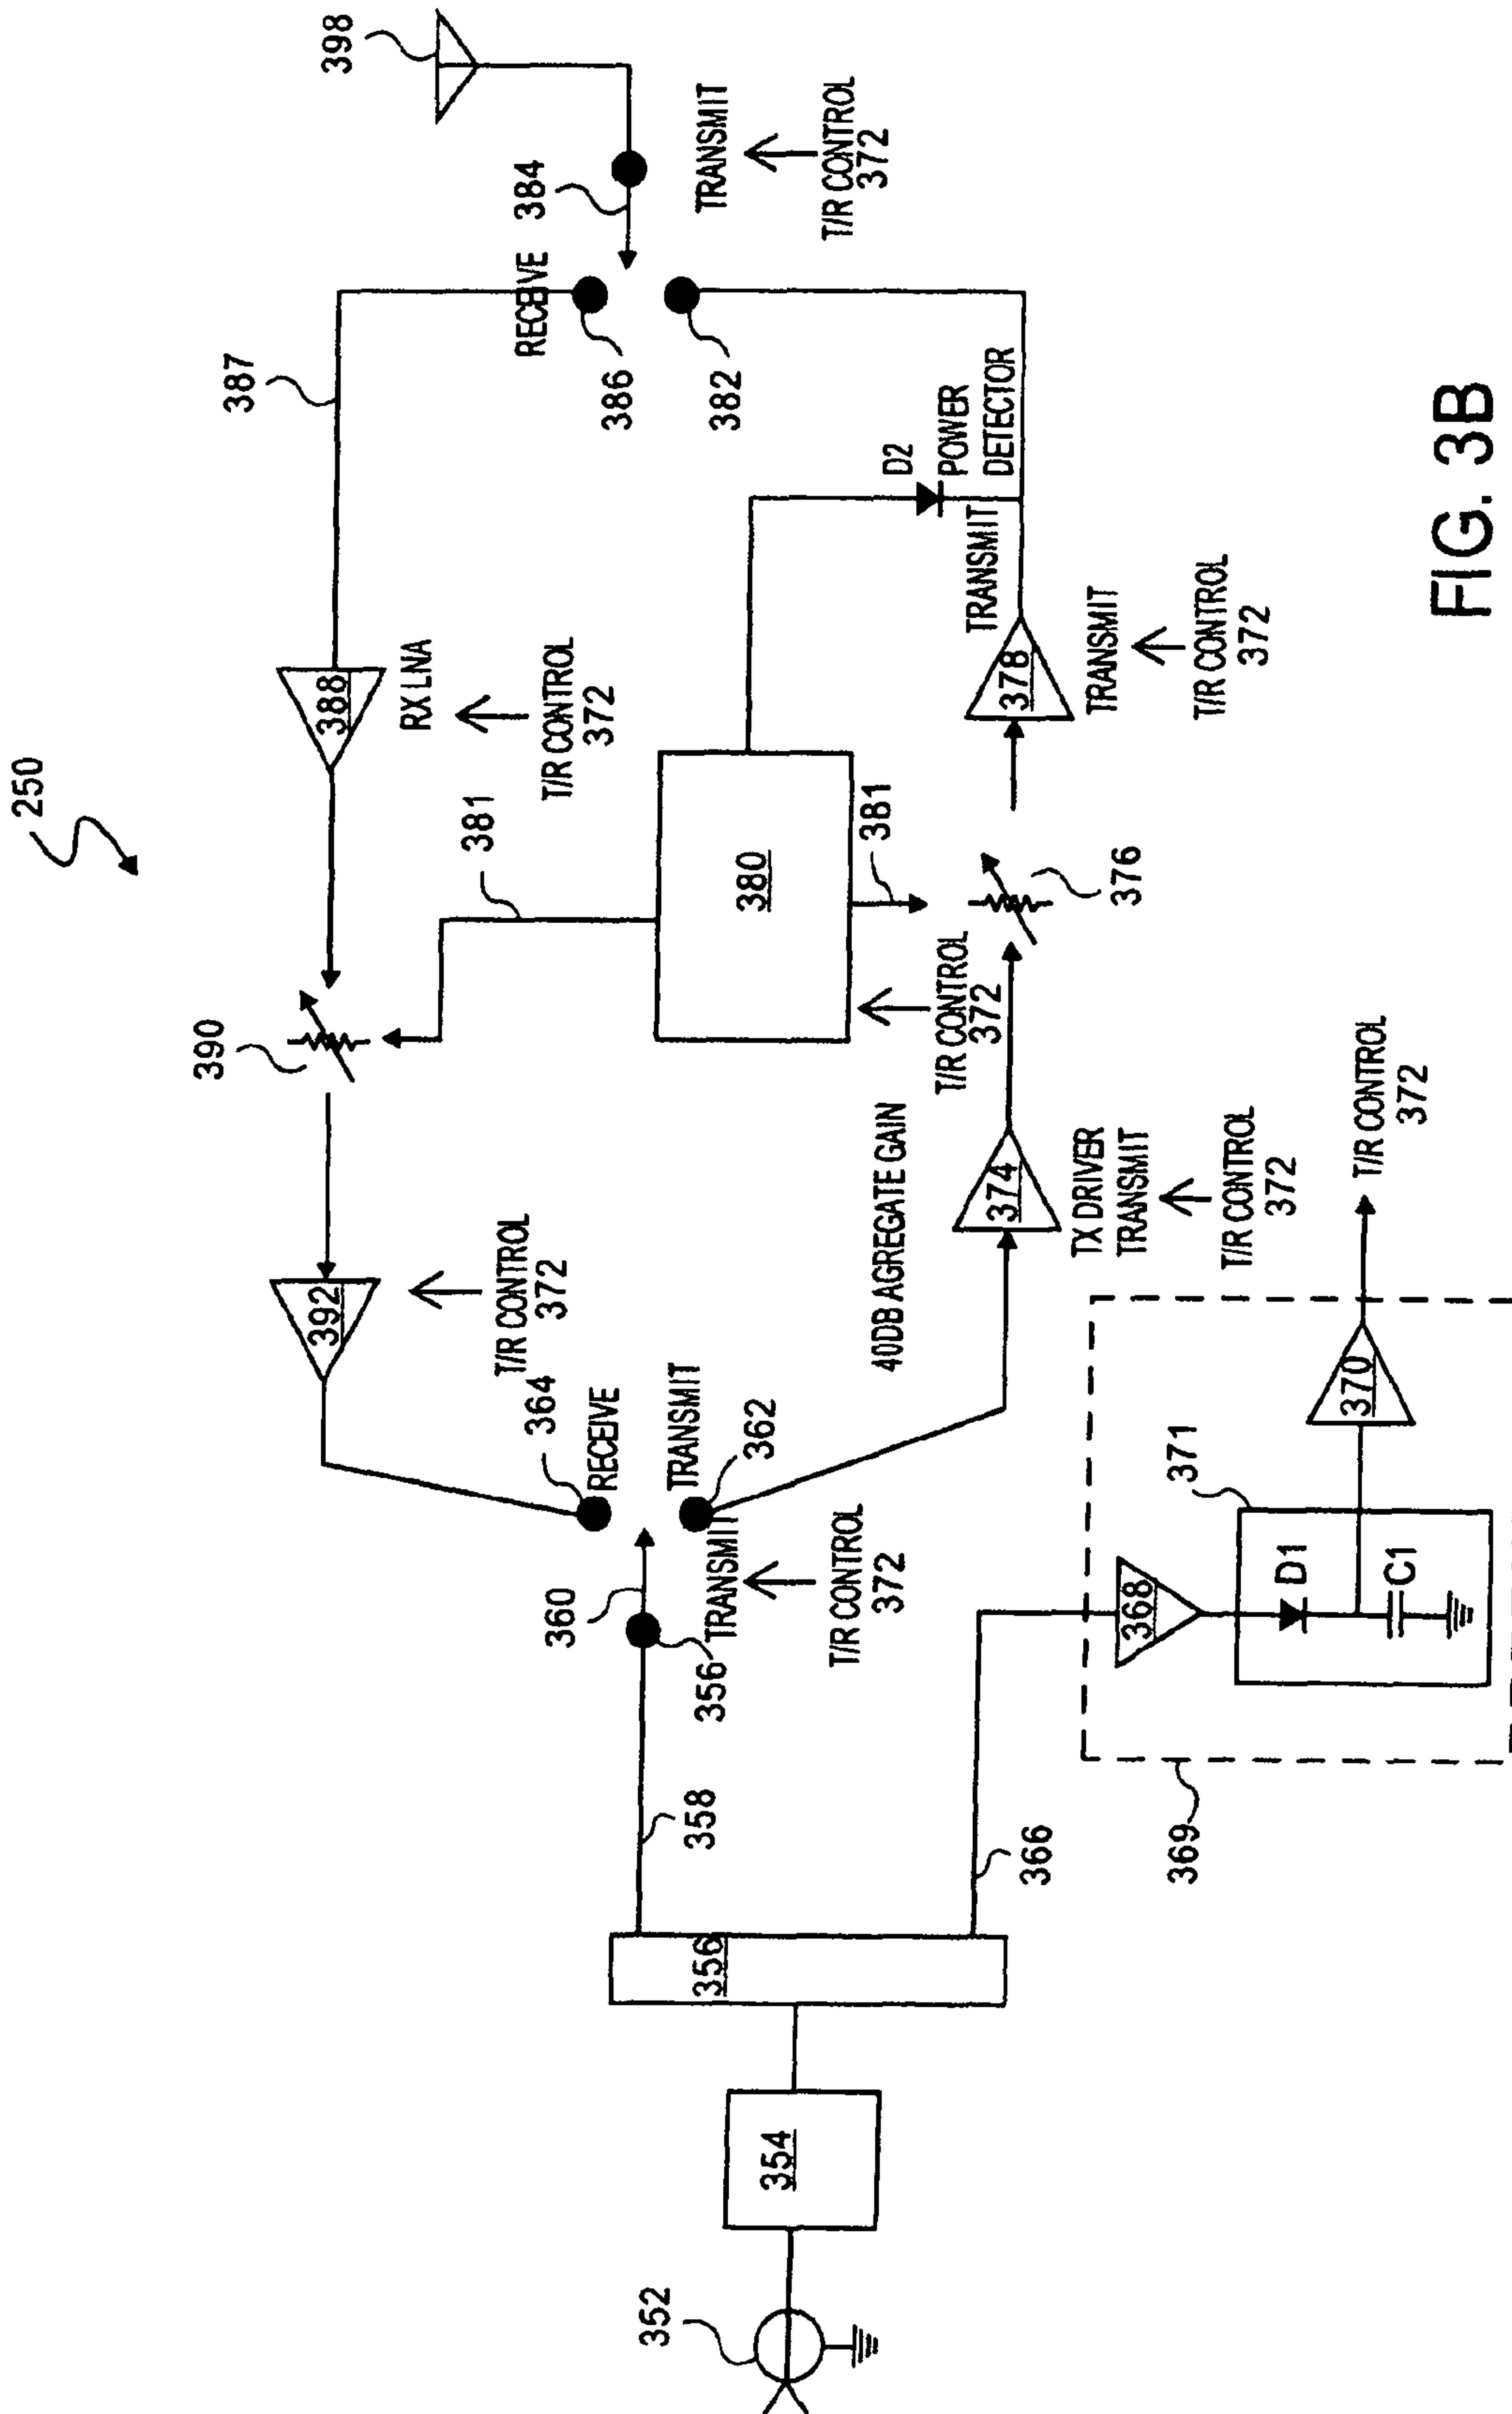 250
398
387
384
RECEIVE
386
382
TRANSMIT
T/R CONTROL
372
388
RX LNA
T/R CONTROL
372
390
381
392
T/R CONTROL
372
380
381
T/R CONTROL
372
D2
TRANSMIT POWER
DETECTOR
376
378
TRANSMIT
T/R CONTROL
372
364
RECEIVE
TRANSMIT
362
360
356
TRANSMIT
T/R CONTROL
372
40DB AGREGATE GAIN
374
TX DRIVER
TRANSMIT
T/R CONTROL
372
352
354
356
358
366
369
368
371
D1
C1
370
T/R CONTROL
372
FIG. 3B